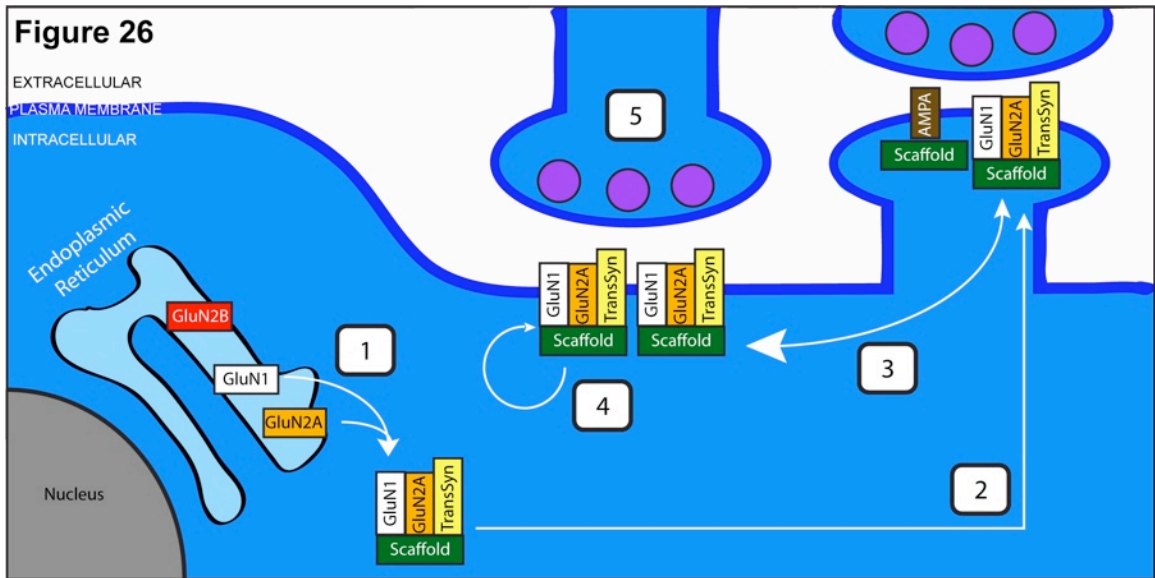 Figure 26
EXTRACELLULAR
PLASMA MEMBRANE
INTRACELLULAR
5
AMPA
Scaffold
GluN1
GluN2A
TransSyn
Scaffold
Endoplasmic
Reticulum
GluN1
GluN2A
TransSyn
Scaffold
GluN1
GluN2A
TransSyn
Scaffold
GluN2B
1
GluN1
GluN2A
3
4
Nucleus
GluN1
GluN2A
TransSyn
Scaffold
2